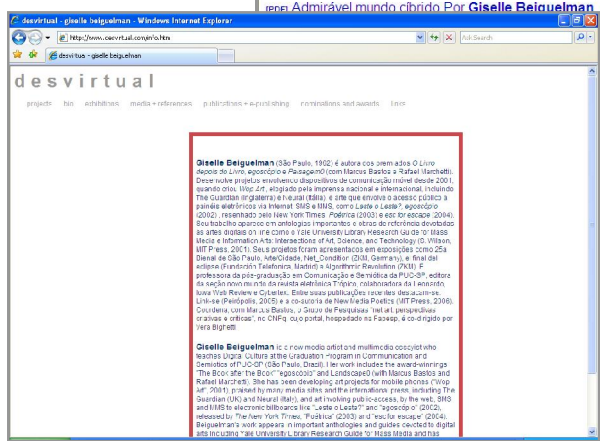 [PDF] Admirável mundo cíbrido Por Giselle Beiguelman
desvirtual - giselle beiguelman - Windows Internet Explorer
Ask Search
desvirtual - giselle beiguelman
desvirtual
projects bio exhibitions media + references publications + e-publishing nominations and awards links
Giselle Beiguelman (São Paulo, 1962) é autora dos premiados O Livro
depois do Livro, egoscópio e Paisagem0 (com Marcus Bastos e Rafael Marchetti).
Desenvolve projetos envolvendo dispositivos de comunicação móvel desde 2001,
quando criou Wop Art, elogiado pela imprensa nacional e internacional, incluindo
The Guardian (Inglaterra) e Neural (Itália), e arte que envolve o acesso público a
painéis eletrônicos via Internet, SMS e MMS, como Leste o Leste?, egoscópio
(2002), resenhado pelo New York Times, Poétrica (2003) e esc for escape (2004).
Seu trabalho aparece em antologias importantes e obras de referência devotadas
às artes digitais on line como o Yale University Library Research Guide for Mass
Media e Information Arts: Intersections of Art, Science, and Technology (S. Wilson,
MIT Press, 2001). Seus projetos foram apresentados em exposições como 25a
Bienal de São Paulo, Arte/Cidade, Net_Condition (ZKM, Germany), el final del
eclipse (Fundación Telefonica, Madrid) e Algorithmic Revolution (ZKM). É
professora da pós-graduação em Comunicação e Semiótica da PUC-SP, editora
da seção novo mundo da revista eletrônica Trópico, colaboradora da Leonardo,
Iowa Web Review e Cybertext. Entre suas publicações recentes destacam-se:
Link-se (Peirópolis, 2005) e a co-autoria de New Media Poetics (MIT Press, 2006).
Coordena, com Marcus Bastos, o Grupo de Pesquisas "net art: perspectivas
criativas e críticas", no CNPq, cujo portal, hospedado na Fapesp, é co-dirigido por
Vera Bighetti
Giselle Beiguelman is a new media artist and multimedia essayist who
teaches Digital Culture at the Graduation Program in Communication and
Semiotics of PUC-SP (São Paulo, Brazil). Her work includes the award-winnings
"The Book after the Book" "egoscópio" and Landscape0 (with Marcus Bastos and
Rafael Marchetti). She has been developing art projects for mobile phones ("Wop
Art", 2001), praised by many media sites and the international press, including The
Guardian (UK) and Neural (Italy), and art involving public-access, by the web, SMS
and MMS to electronic billboards like "Leste o Leste?" and "egoscópio" (2002),
released by The New York Times, "Poétrica" (2003) and "esc for escape" (2004).
Beiguelman's work appears in important anthologies and guides devoted to digital
arts including Yale University Library Research Guide for Mass Media and has